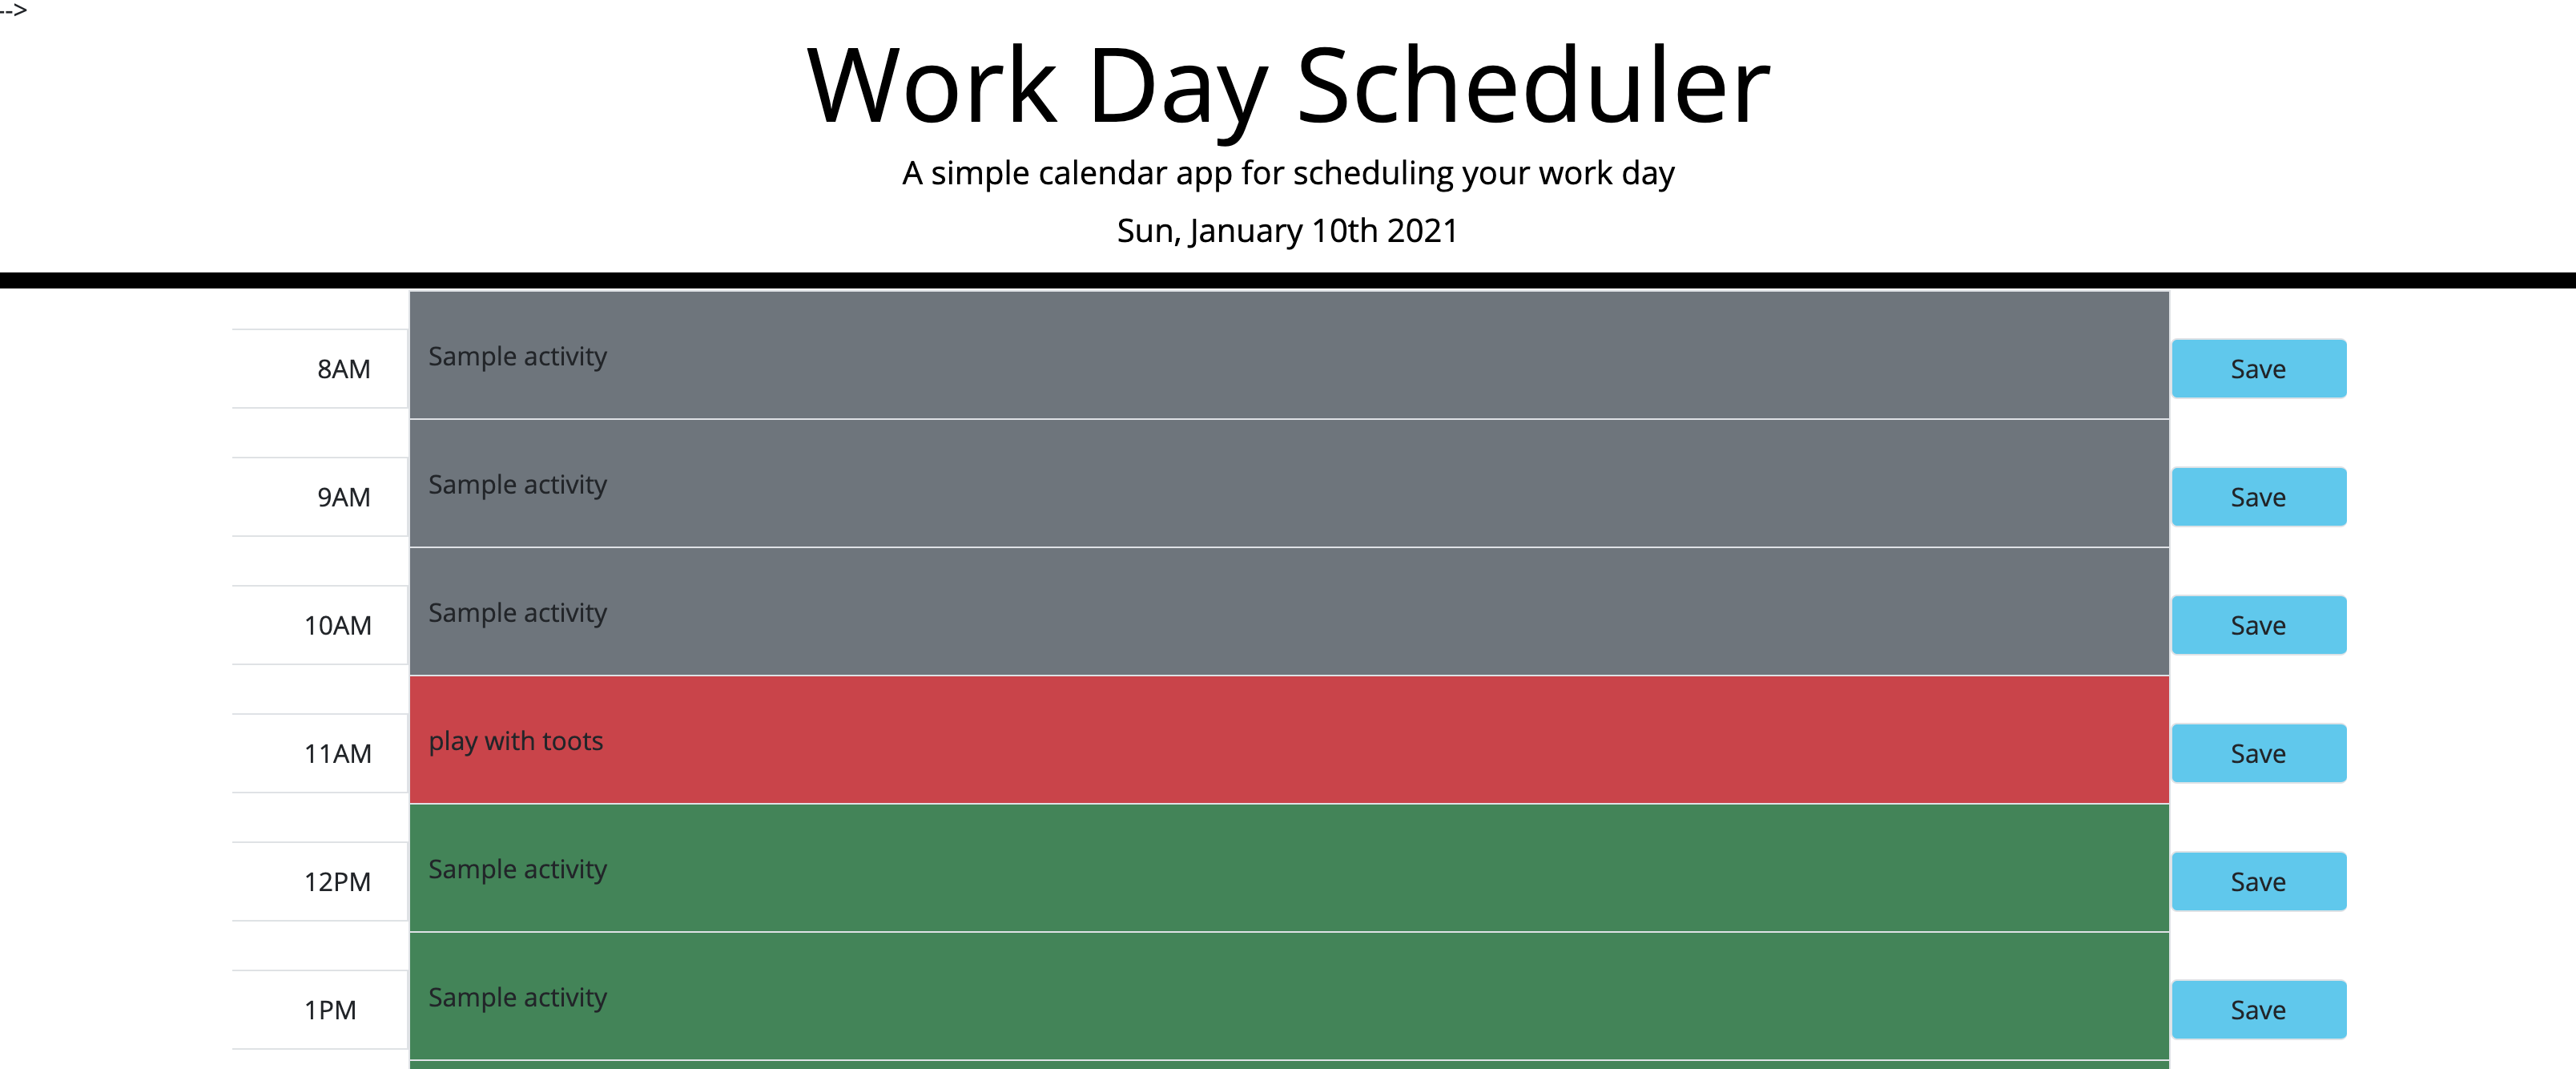 -->
Work Day Scheduler
A simple calendar app for scheduling your work day
Sun, January 10th 2021
8AM Sample activity Save
9AM Sample activity Save
10AM Sample activity Save
11AM play with toots Save
12PM Sample activity Save
1PM Sample activity Save